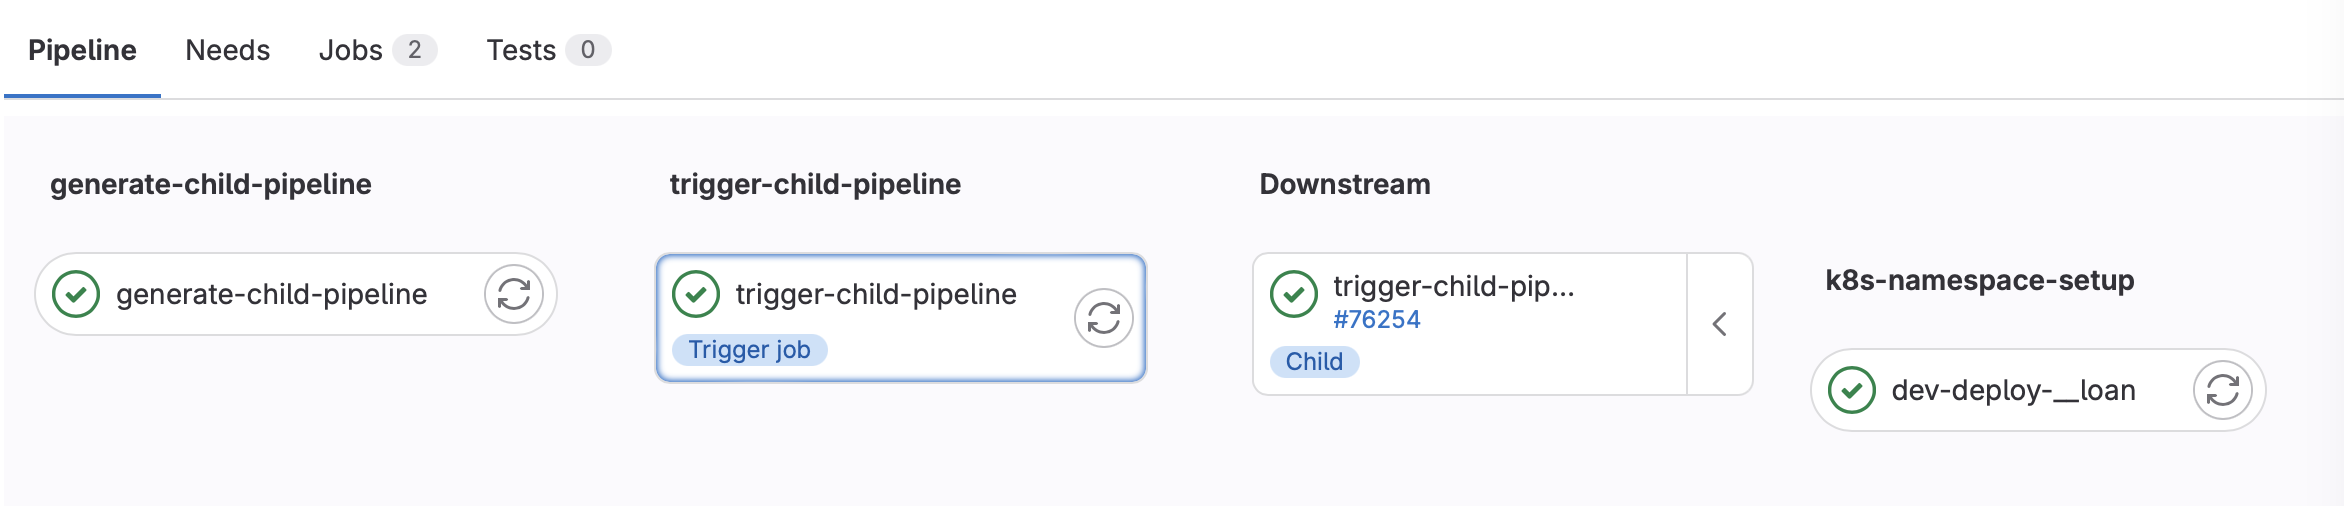 Pipeline Needs Jobs 2 Tests 0
generate-child-pipeline
generate-child-pipeline
trigger-child-pipeline
trigger-child-pipeline
Trigger job
Downstream
trigger-child-pip...
#76254
Child
k8s-namespace-setup
dev-deploy-__loan